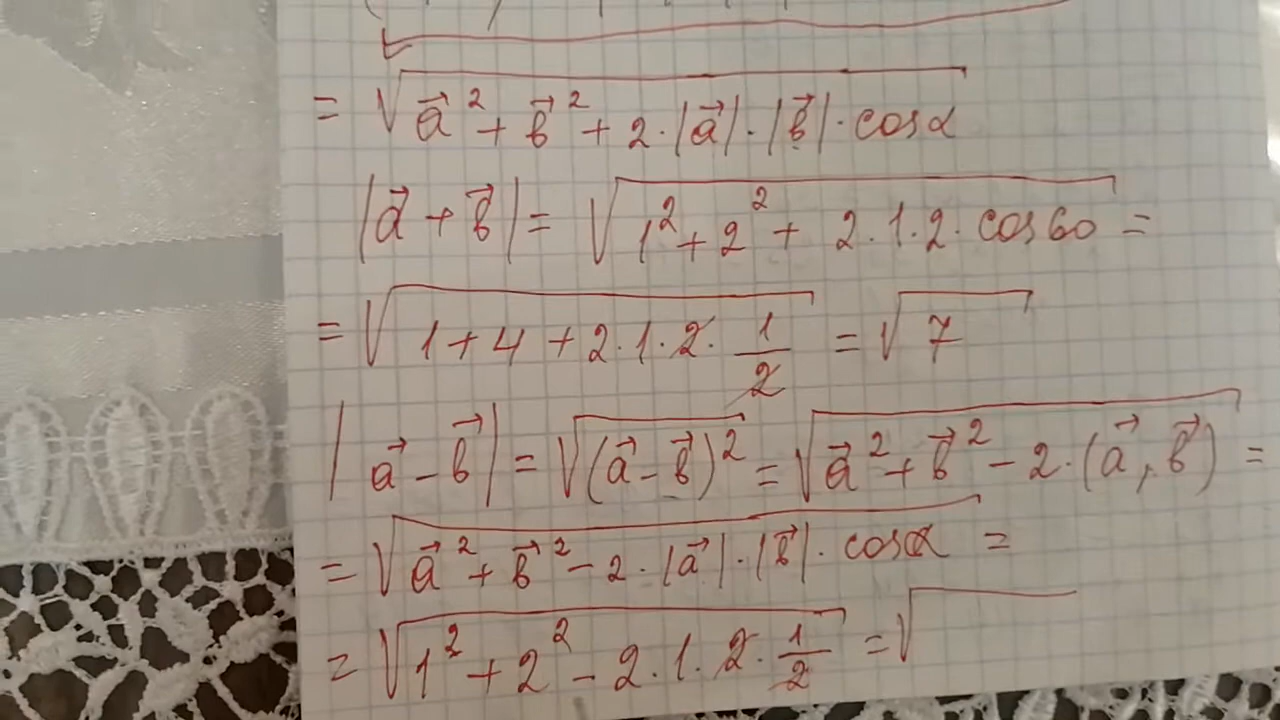 = √(a⃗² + b⃗² + 2·|a⃗|·|b⃗|·cosα)
|a⃗ + b⃗| = √(1² + 2² + 2·1·2·cos60) =
= √(1 + 4 + 2·1·2·1/2) = √7
|a⃗ - b⃗| = √((a⃗ - b⃗)²) = √(a⃗² + b⃗² - 2·(a⃗, b⃗)) =
= √(a⃗² + b⃗² - 2·|a⃗|·|b⃗|·cosα) =
= √(1² + 2² - 2·1·2·1/2) = √